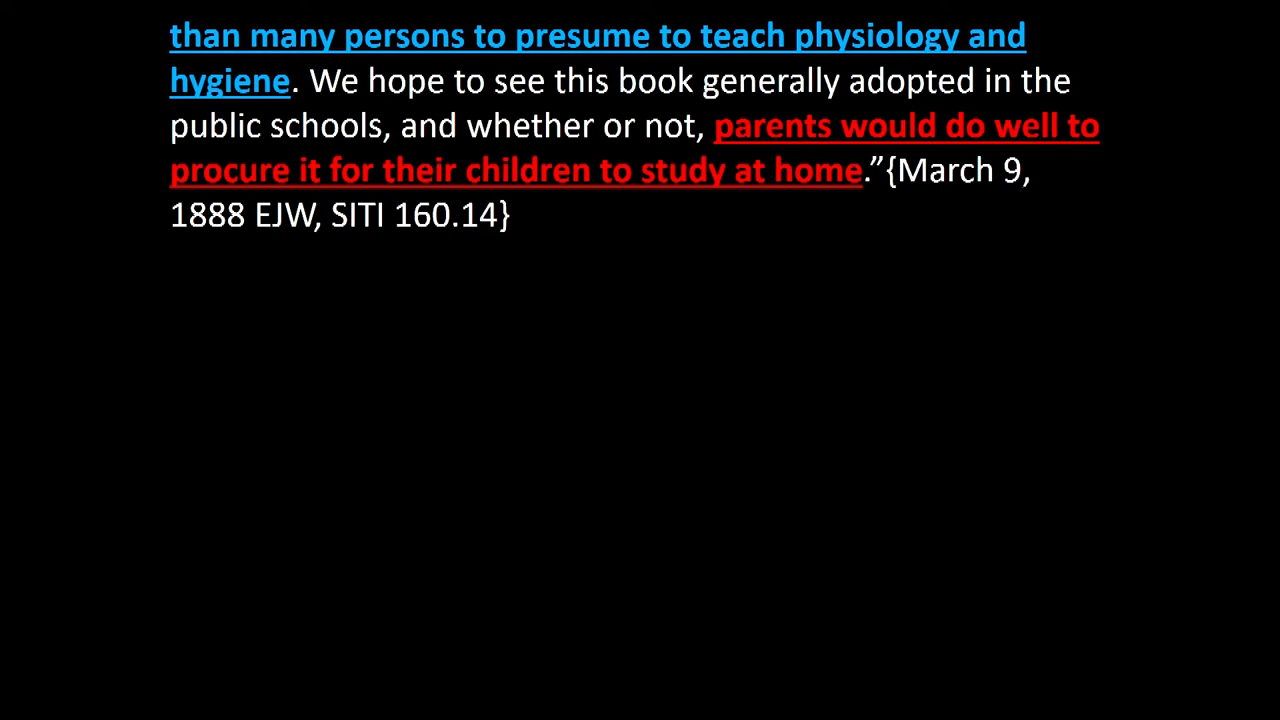 than many persons to presume to teach physiology and
hygiene. We hope to see this book generally adopted in the
public schools, and whether or not, parents would do well to
procure it for their children to study at home.”{March 9,
1888 EJW, SITI 160.14}